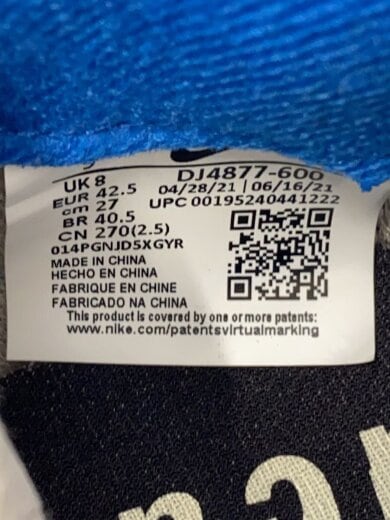 UK 8
EUR 42.5
cm 27
BR 40.5
CN 270(2.5)
014PGNJD5XGYR
DJ4877-600
04/28/21 | 06/16/21
UPC 00195240441222
MADE IN CHINA
HECHO EN CHINA
FABRIQUE EN CHINE
FABRICADO NA CHINA
This product is covered by one or more patents:
www.nike.com/patentsvirtualmarking